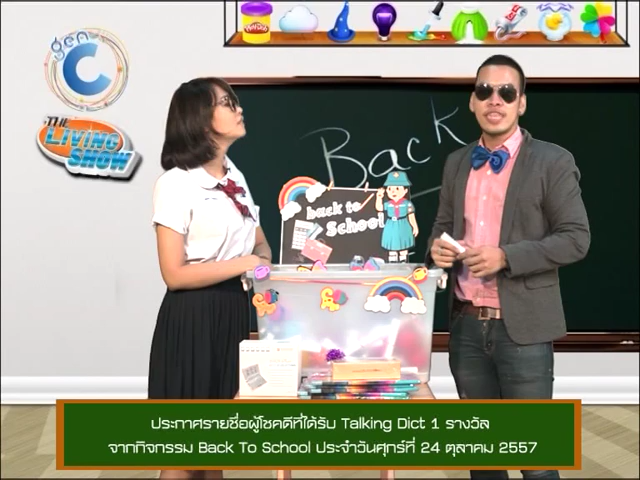 Play-Doh
gen
C
THE
LIVING
SHOW
Back
back to
School
ประกาศรายชื่อผู้โชคดีที่ได้รับ Talking Dict 1 รางวัล
จากกิจกรรม Back To School ประจำวันศุกร์ที่ 24 ตุลาคม 2557